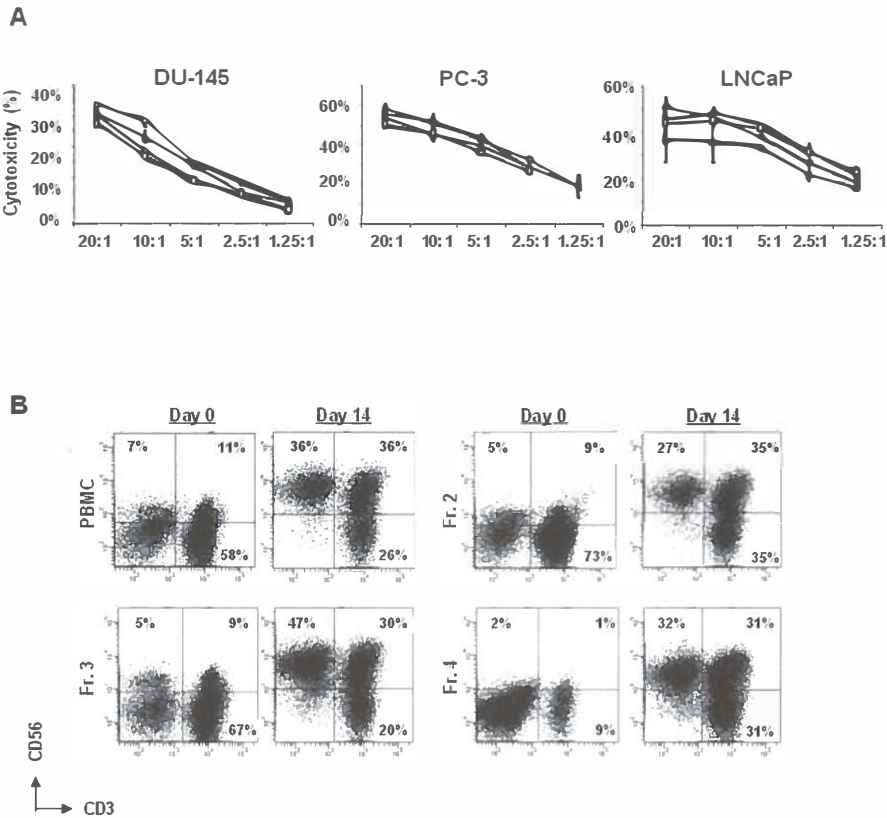 A
DU-145
PC-3
LNCaP
Cytotoxicity (%)
40%
30%
20%
10%
0%
20:1 10:1 5:1 2.5:1 1.25:1
60%
40%
20%
0%
20:1 10:1 5:1 2.5:1 1.25:1
60%
40%
20%
0%
20:1 10:1 5:1 2.5:1 1.25:1
B
Day 0 Day 14 Day 0 Day 14
PBMC
7% 11%
58%
36% 36%
26%
Fr. 2
5% 9%
73%
27% 35%
35%
Fr. 3
5% 9%
67%
47% 30%
20%
Fr. 4
2% 1%
9%
32% 31%
31%
CD56
CD3